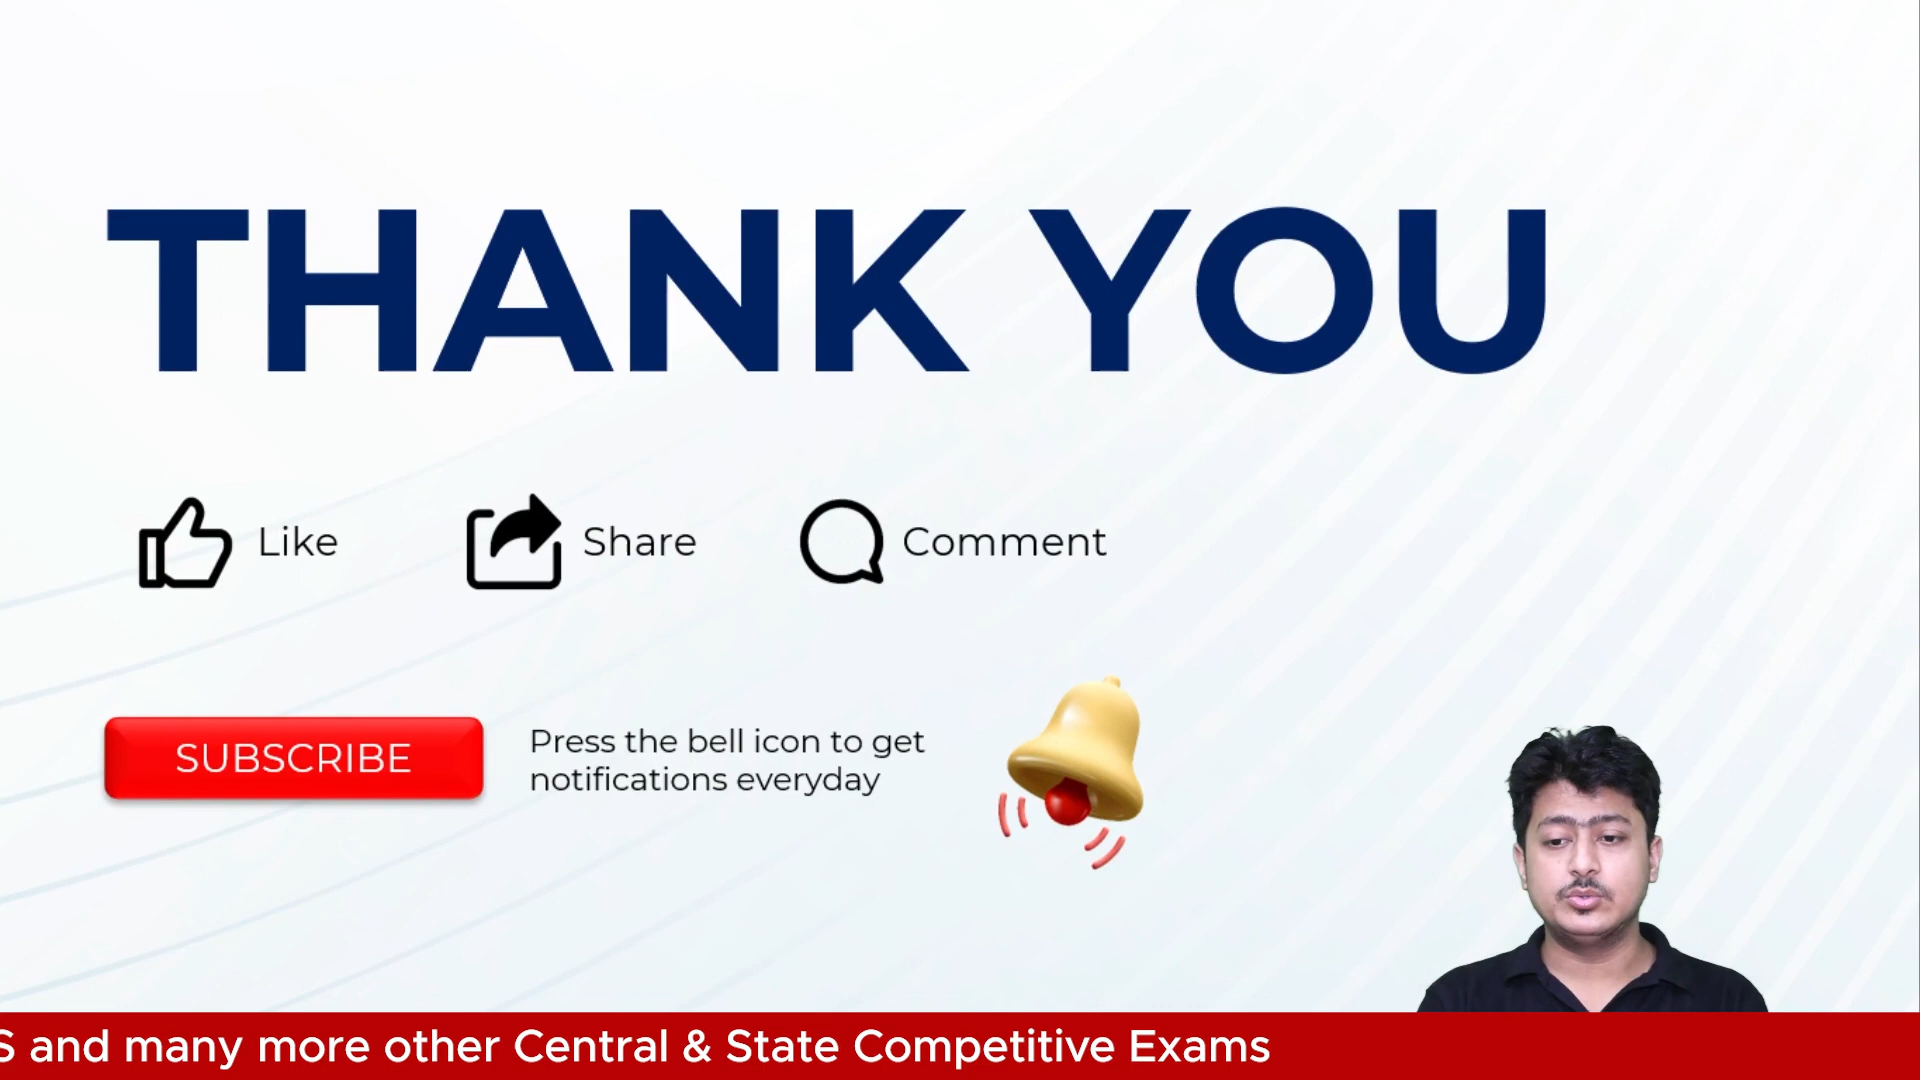 THANK YOU
Like
Share
Comment
SUBSCRIBE
Press the bell icon to get
notifications everyday
S and many more other Central & State Competitive Exams